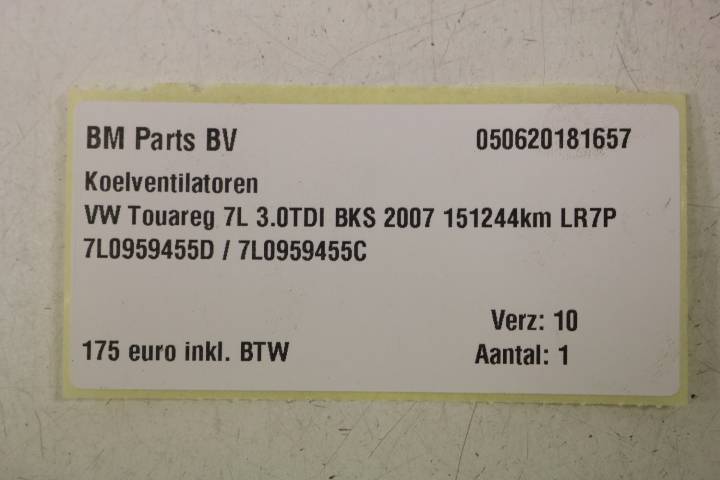 BM Parts BV 050620181657
Koelventilatoren
VW Touareg 7L 3.0TDI BKS 2007 151244km LR7P
7L0959455D / 7L0959455C
Verz: 10
175 euro inkl. BTW Aantal: 1